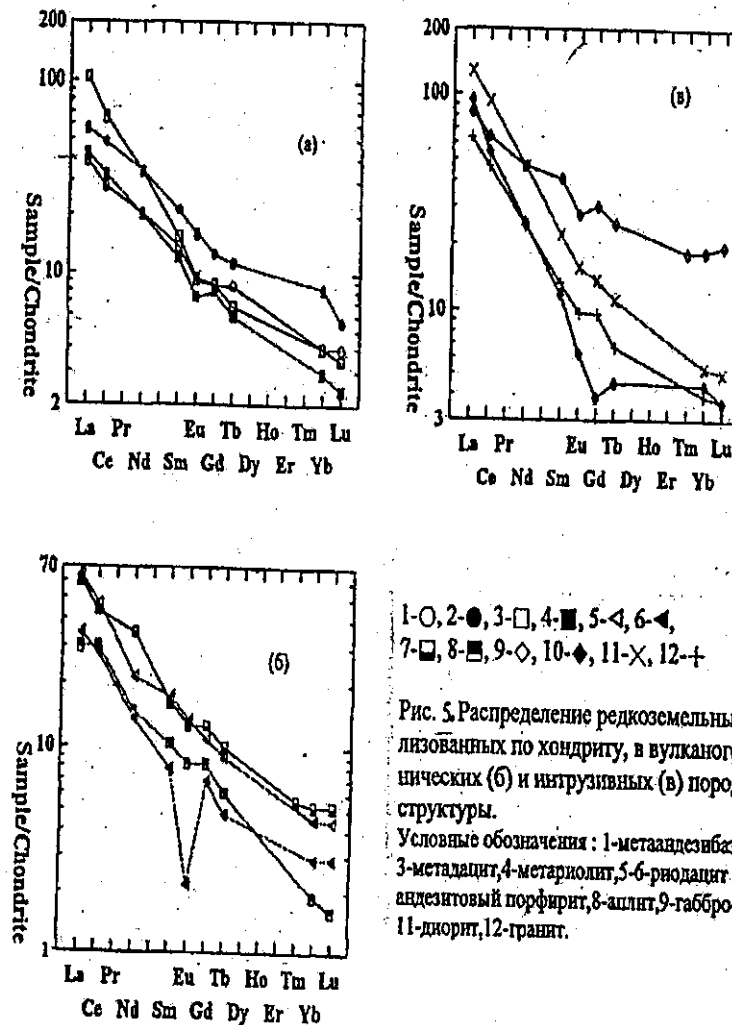 200
100
10
2
Sample/Chondrite
(а)
La Pr Eu Tb Ho Tm Lu
Ce Nd Sm Gd Dy Er Yb
200
100
10
3
Sample/Chondrite
(в)
La Pr Eu Tb Ho Tm Lu
Ce Nd Sm Gd Dy Er Yb
70
10
1
Sample/Chondrite
(б)
La Pr Eu Tb Ho Tm Lu
Ce Nd Sm Gd Dy Er Yb
1-○, 2-●, 3-□, 4-■, 5-◁, 6-◀,
7-⬓, 8-⬒, 9-◇, 10-◆, 11-×, 12-+
Рис. 5. Распределение редкоземельны
лизованных по хондриту, в вулканог
нических (б) и интрузивных (в) пород
структуры.
Условные обозначения : 1-метаандезибаз
3-метадацит,4-метариолит,5-6-риодацит
андезитовый порфирит,8-аплит,9-габбро-
11-диорит,12-гранит.